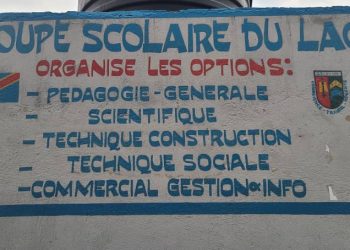 OUPE SCOLAIRE DU LAC
ORGANISE LES OPTIONS:
- PEDAGOGIE-GENERALE
- SCIENTIFIQUE
- TECHNIQUE CONSTRUCTION
- TECHNIQUE SOCIALE
- COMMERCIAL GESTION & INFO